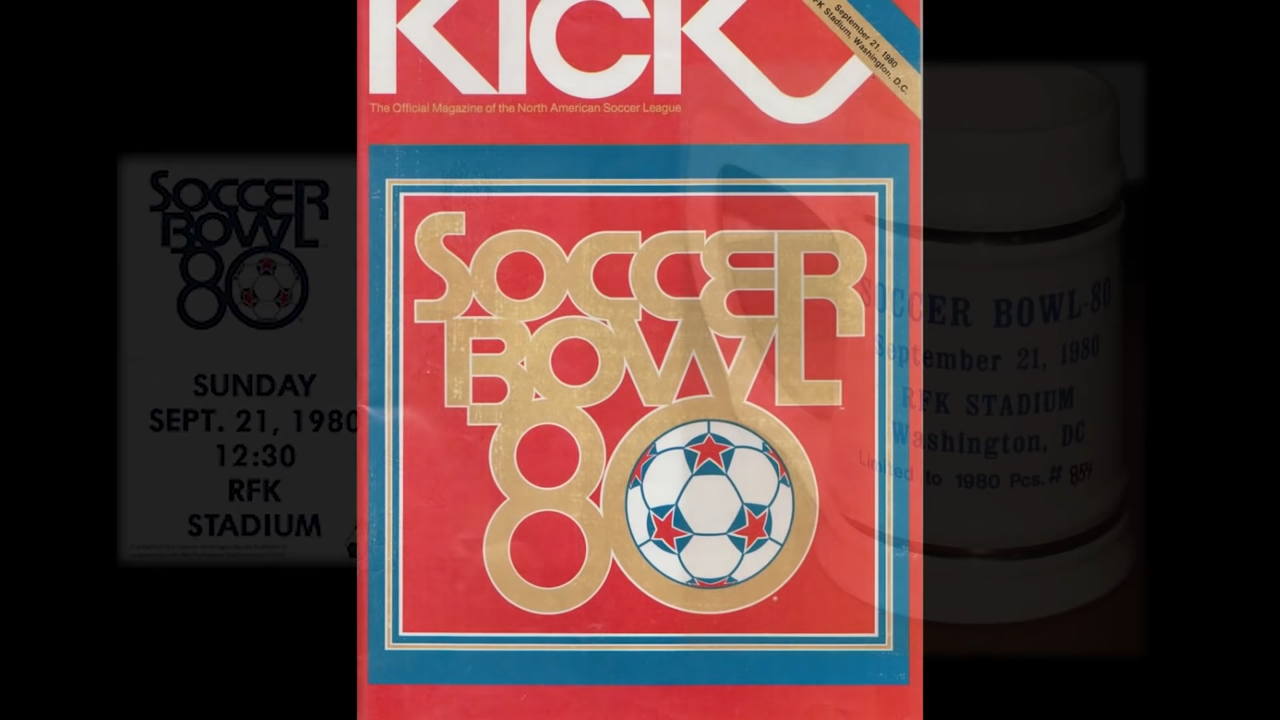 KICK
September 21, 1980
RFK Stadium, Washington, D.C.
The Official Magazine of the North American Soccer League
SOCCER
BOWL
80
SOCCER
BOWL
80
SUNDAY
SEPT. 21, 1980
12:30
RFK
STADIUM
SOCCER BOWL-80
September 21, 1980
RFK STADIUM
Washington, DC
Limited to 1980 Pcs. #